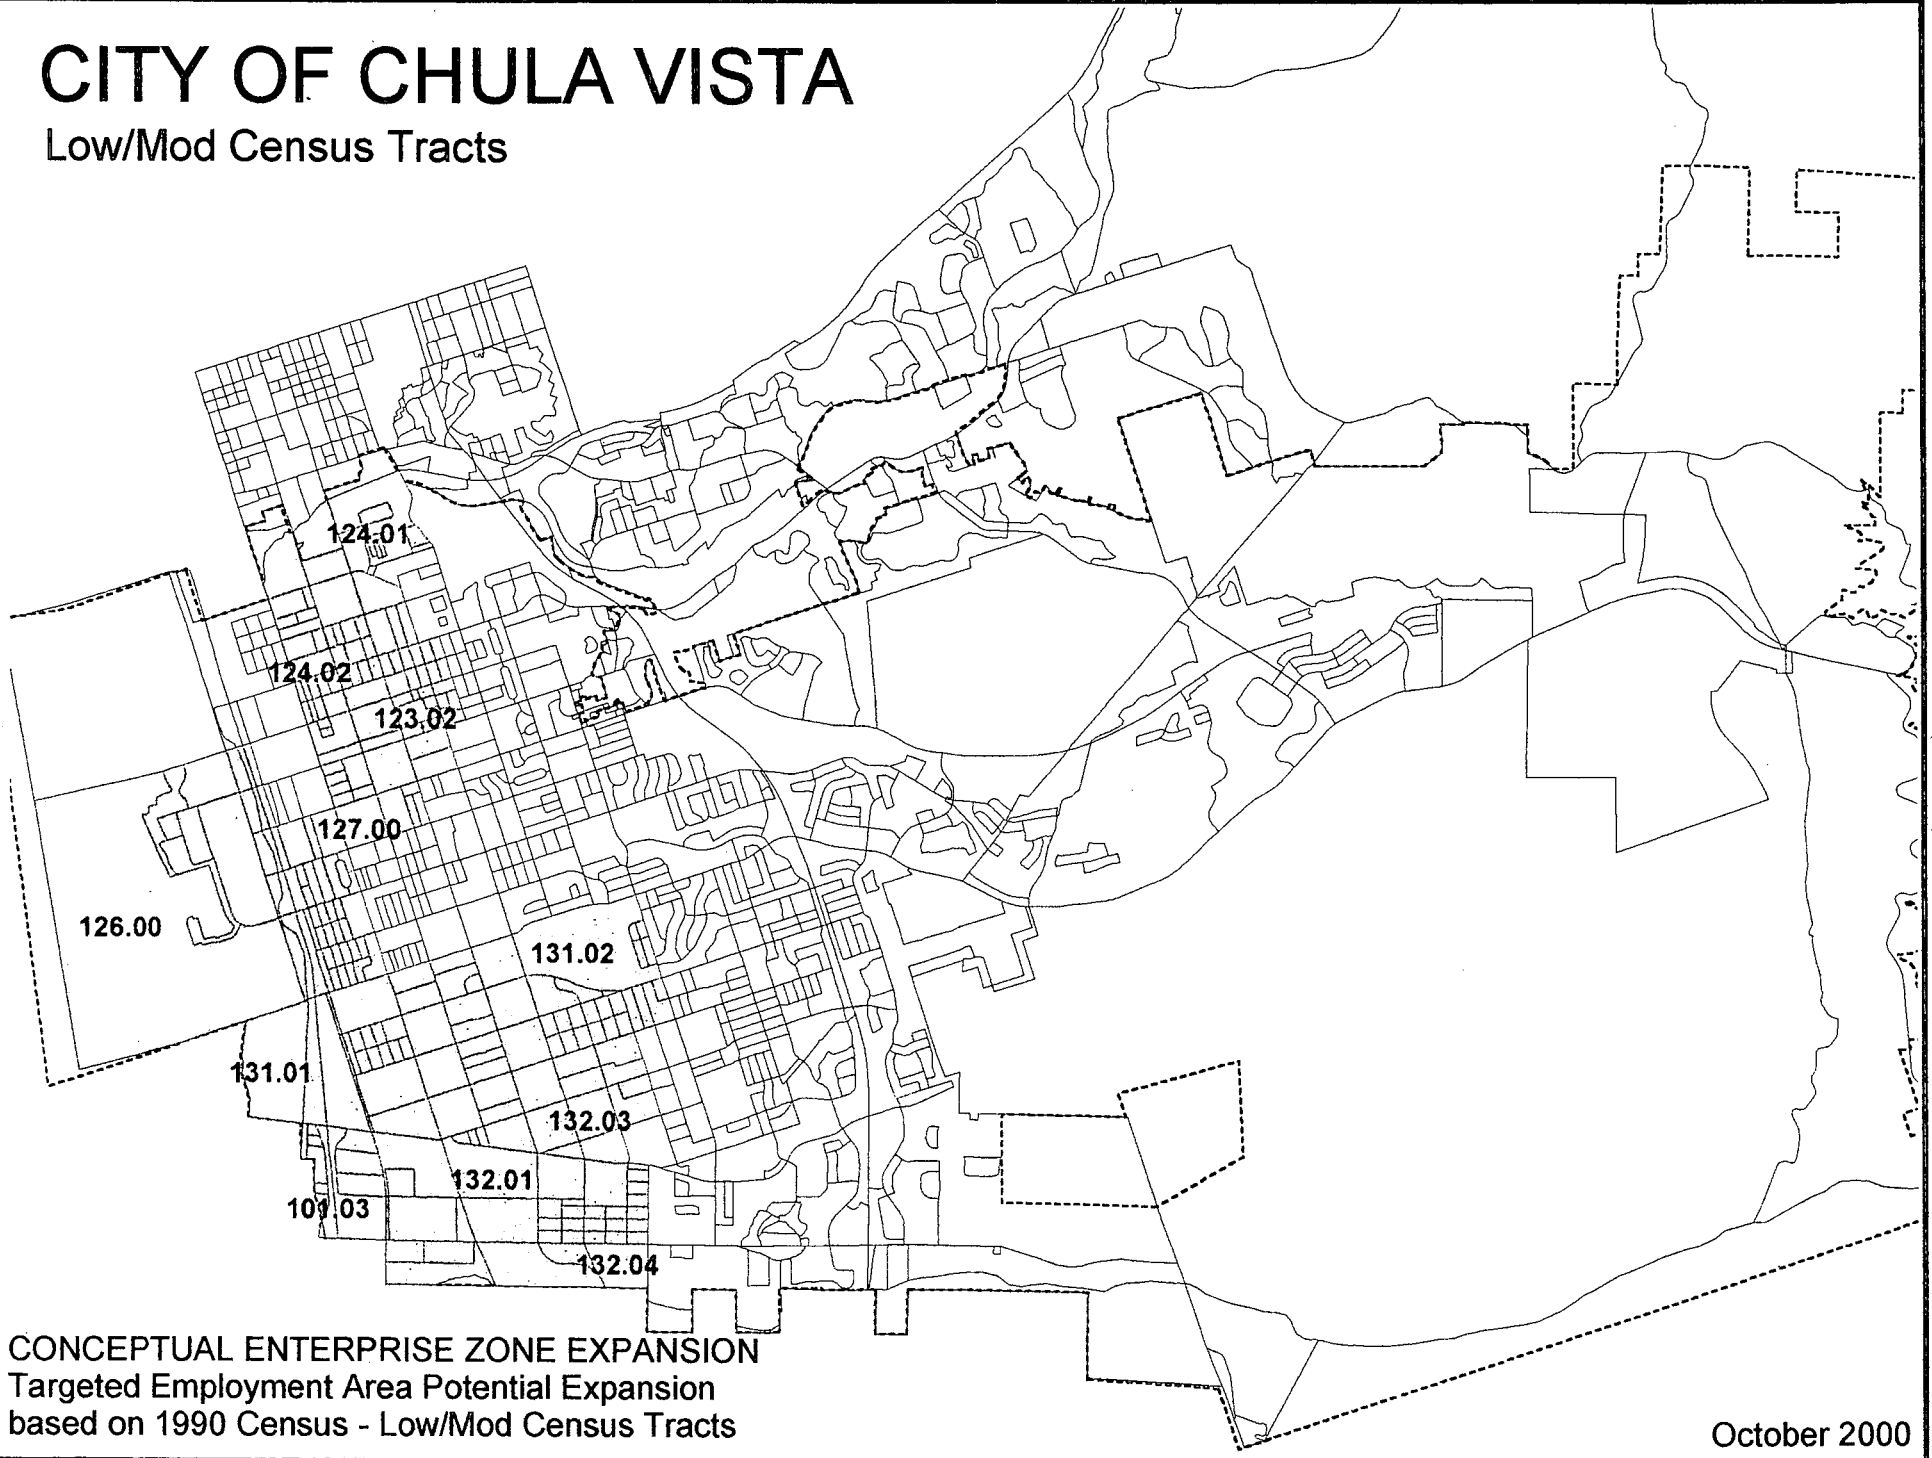 CITY OF CHULA VISTA
Low/Mod Census Tracts
124.01
124.02
123.02
127.00
126.00
131.02
131.01
132.03
132.01
101.03
132.04
CONCEPTUAL ENTERPRISE ZONE EXPANSION
Targeted Employment Area Potential Expansion
based on 1990 Census - Low/Mod Census Tracts
October 2000